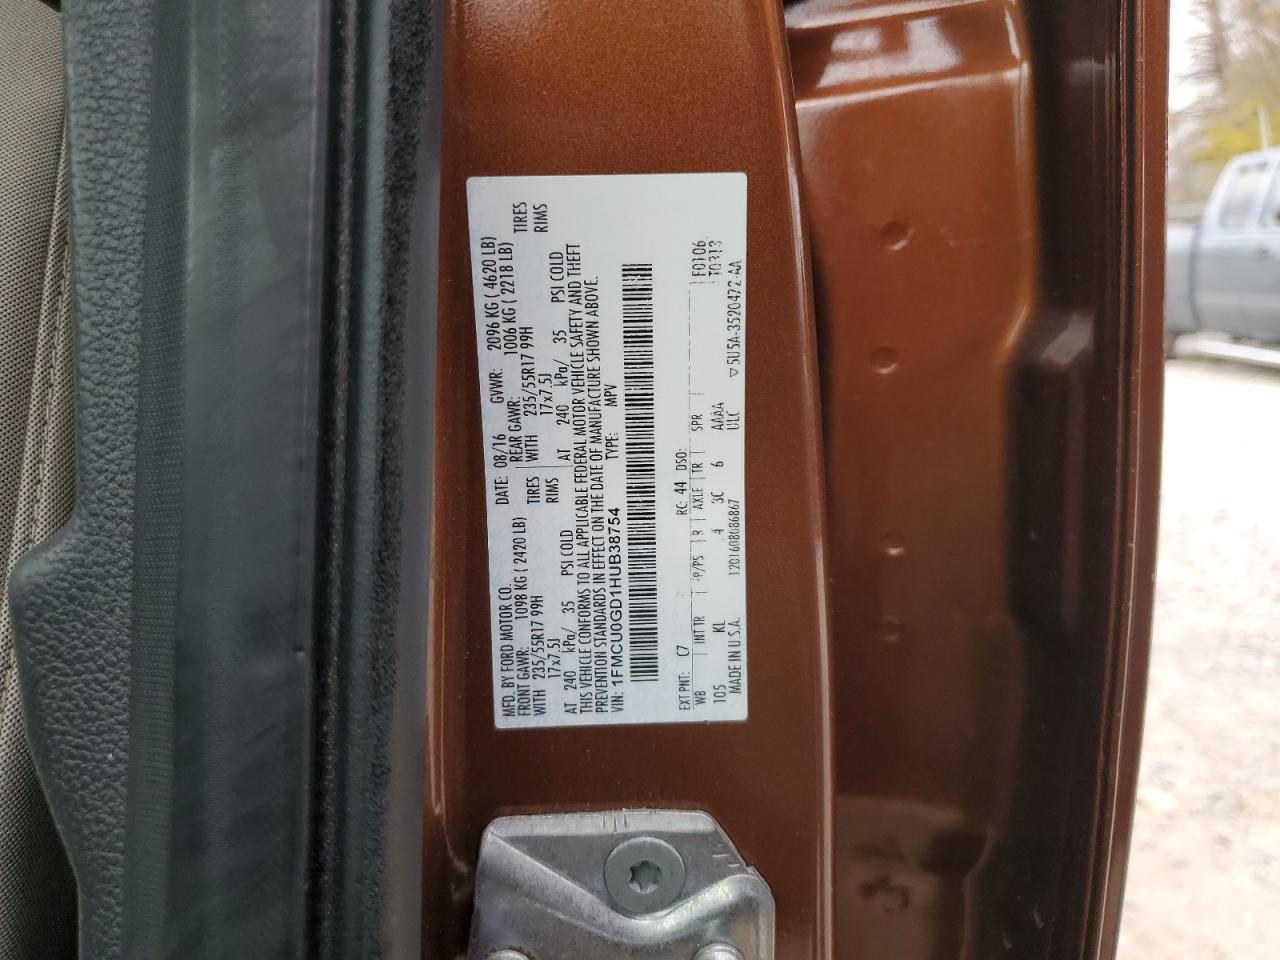 MFD. BY FORD MOTOR CO. DATE: 08/16 GVWR: 2096 KG ( 4620 LB)
FRONT GAWR: 1098 KG ( 2420 LB) REAR GAWR: 1006 KG ( 2218 LB)
WITH 235/55R17 99H TIRES WITH 235/55R17 99H TIRES
17x7.5J RIMS 17x7.5J RIMS
AT 240 kPa/ 35 PSI COLD AT 240 kPa/ 35 PSI COLD
THIS VEHICLE CONFORMS TO ALL APPLICABLE FEDERAL MOTOR VEHICLE SAFETY AND THEFT
PREVENTION STANDARDS IN EFFECT ON THE DATE OF MANUFACTURE SHOWN ABOVE.
VIN: 1FMCU0GD1HUB38754 TYPE: MPV
EXT PNT: C7 RC: 44 DSO:
WB INT TR TP/PS R AXLE TR SPR F0106
105 KL 4 3C 6 AAAA T0313
MADE IN U.S.A. 1201608086867 ULC ▽5U5A-3520472-AA